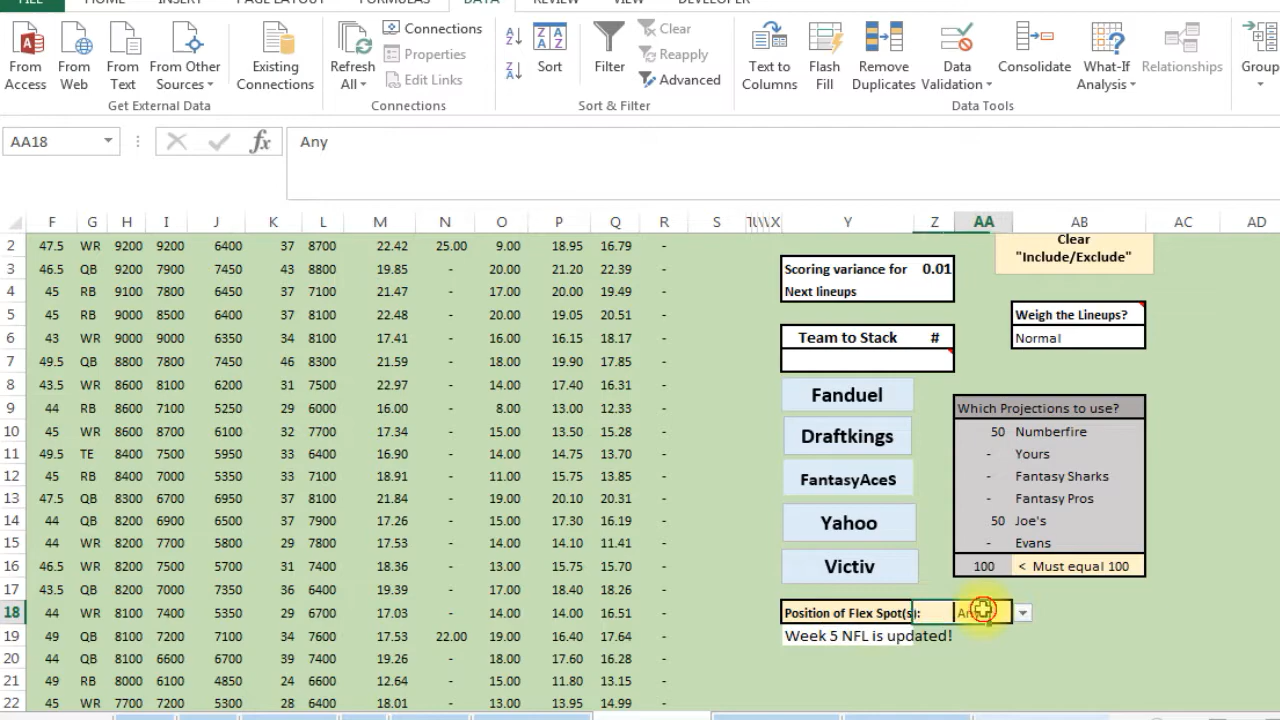 FILE HOME INSERT PAGE LAYOUT FORMULAS DATA REVIEW VIEW DEVELOPER
From Access
From Web
From Text
From Other Sources
Existing Connections
Get External Data
Refresh All
Connections
Properties
Edit Links
Connections
Sort
Filter
Clear
Reapply
Advanced
Sort & Filter
Text to Columns
Flash Fill
Remove Duplicates
Data Validation
Consolidate
What-If Analysis
Relationships
Data Tools
Group
AA18 fx Any
F G H I J K L M N O P Q R S X Y Z AA AB AC AD
2 47.5 WR 9200 9200 6400 37 8700 22.42 25.00 9.00 18.95 16.79 -
3 46.5 QB 9200 7900 7450 43 8800 19.85 - 20.00 21.20 22.39 -
4 45 RB 9100 7800 6450 37 7100 21.47 - 17.00 20.00 19.49 -
5 45 RB 9000 8500 6400 37 7100 22.48 - 20.00 19.05 20.51 -
6 43 WR 9000 9000 6350 34 8100 17.41 - 16.00 16.15 18.17 -
7 49.5 QB 8800 7800 7450 46 8300 21.59 - 18.00 19.90 17.85 -
8 43.5 WR 8600 8100 6200 31 7500 22.97 - 14.00 17.40 16.31 -
9 44 RB 8600 7100 5250 29 6000 16.00 - 8.00 13.00 12.33 -
10 45 WR 8600 8700 6100 32 7700 17.34 - 15.00 13.50 15.28 -
11 49.5 TE 8400 7500 5950 33 6400 16.90 - 14.00 14.75 13.70 -
12 45 RB 8400 7000 5350 33 7100 18.91 - 11.00 15.75 13.85 -
13 47.5 QB 8300 6700 6950 37 8100 21.84 - 19.00 20.10 20.31 -
14 44 QB 8200 6900 6500 37 7900 17.26 - 15.00 17.30 16.19 -
15 44 WR 8200 7700 5800 29 7800 17.53 - 15.00 14.10 11.41 -
16 46.5 WR 8200 7500 5700 31 7400 18.36 - 13.00 15.75 15.70 -
17 43.5 QB 8200 7000 7350 36 6400 19.39 - 17.00 18.40 18.26 -
18 44 WR 8100 7400 5350 29 6700 17.03 - 14.00 14.00 16.51 -
19 49 QB 8100 7200 7100 34 7600 17.53 22.00 19.00 16.40 17.64 -
20 44 QB 8100 6600 6700 39 7400 19.26 - 18.00 17.60 16.28 -
21 49 RB 8000 6100 4850 24 6600 12.64 - 15.00 11.80 13.15 -
22 45 WR 7700 7200 5300 28 6400 18.01 - 13.00 13.95 14.99 -
Clear
"Include/Exclude"
Scoring variance for 0.01
Next lineups
Weigh the Lineups?
Normal
Team to Stack #
Fanduel
Draftkings
FantasyAceS
Yahoo
Victiv
Which Projections to use?
50 Numberfire
- Yours
- Fantasy Sharks
- Fantasy Pros
50 Joe's
- Evans
100 < Must equal 100
Position of Flex Spot(s):
Week 5 NFL is updated!